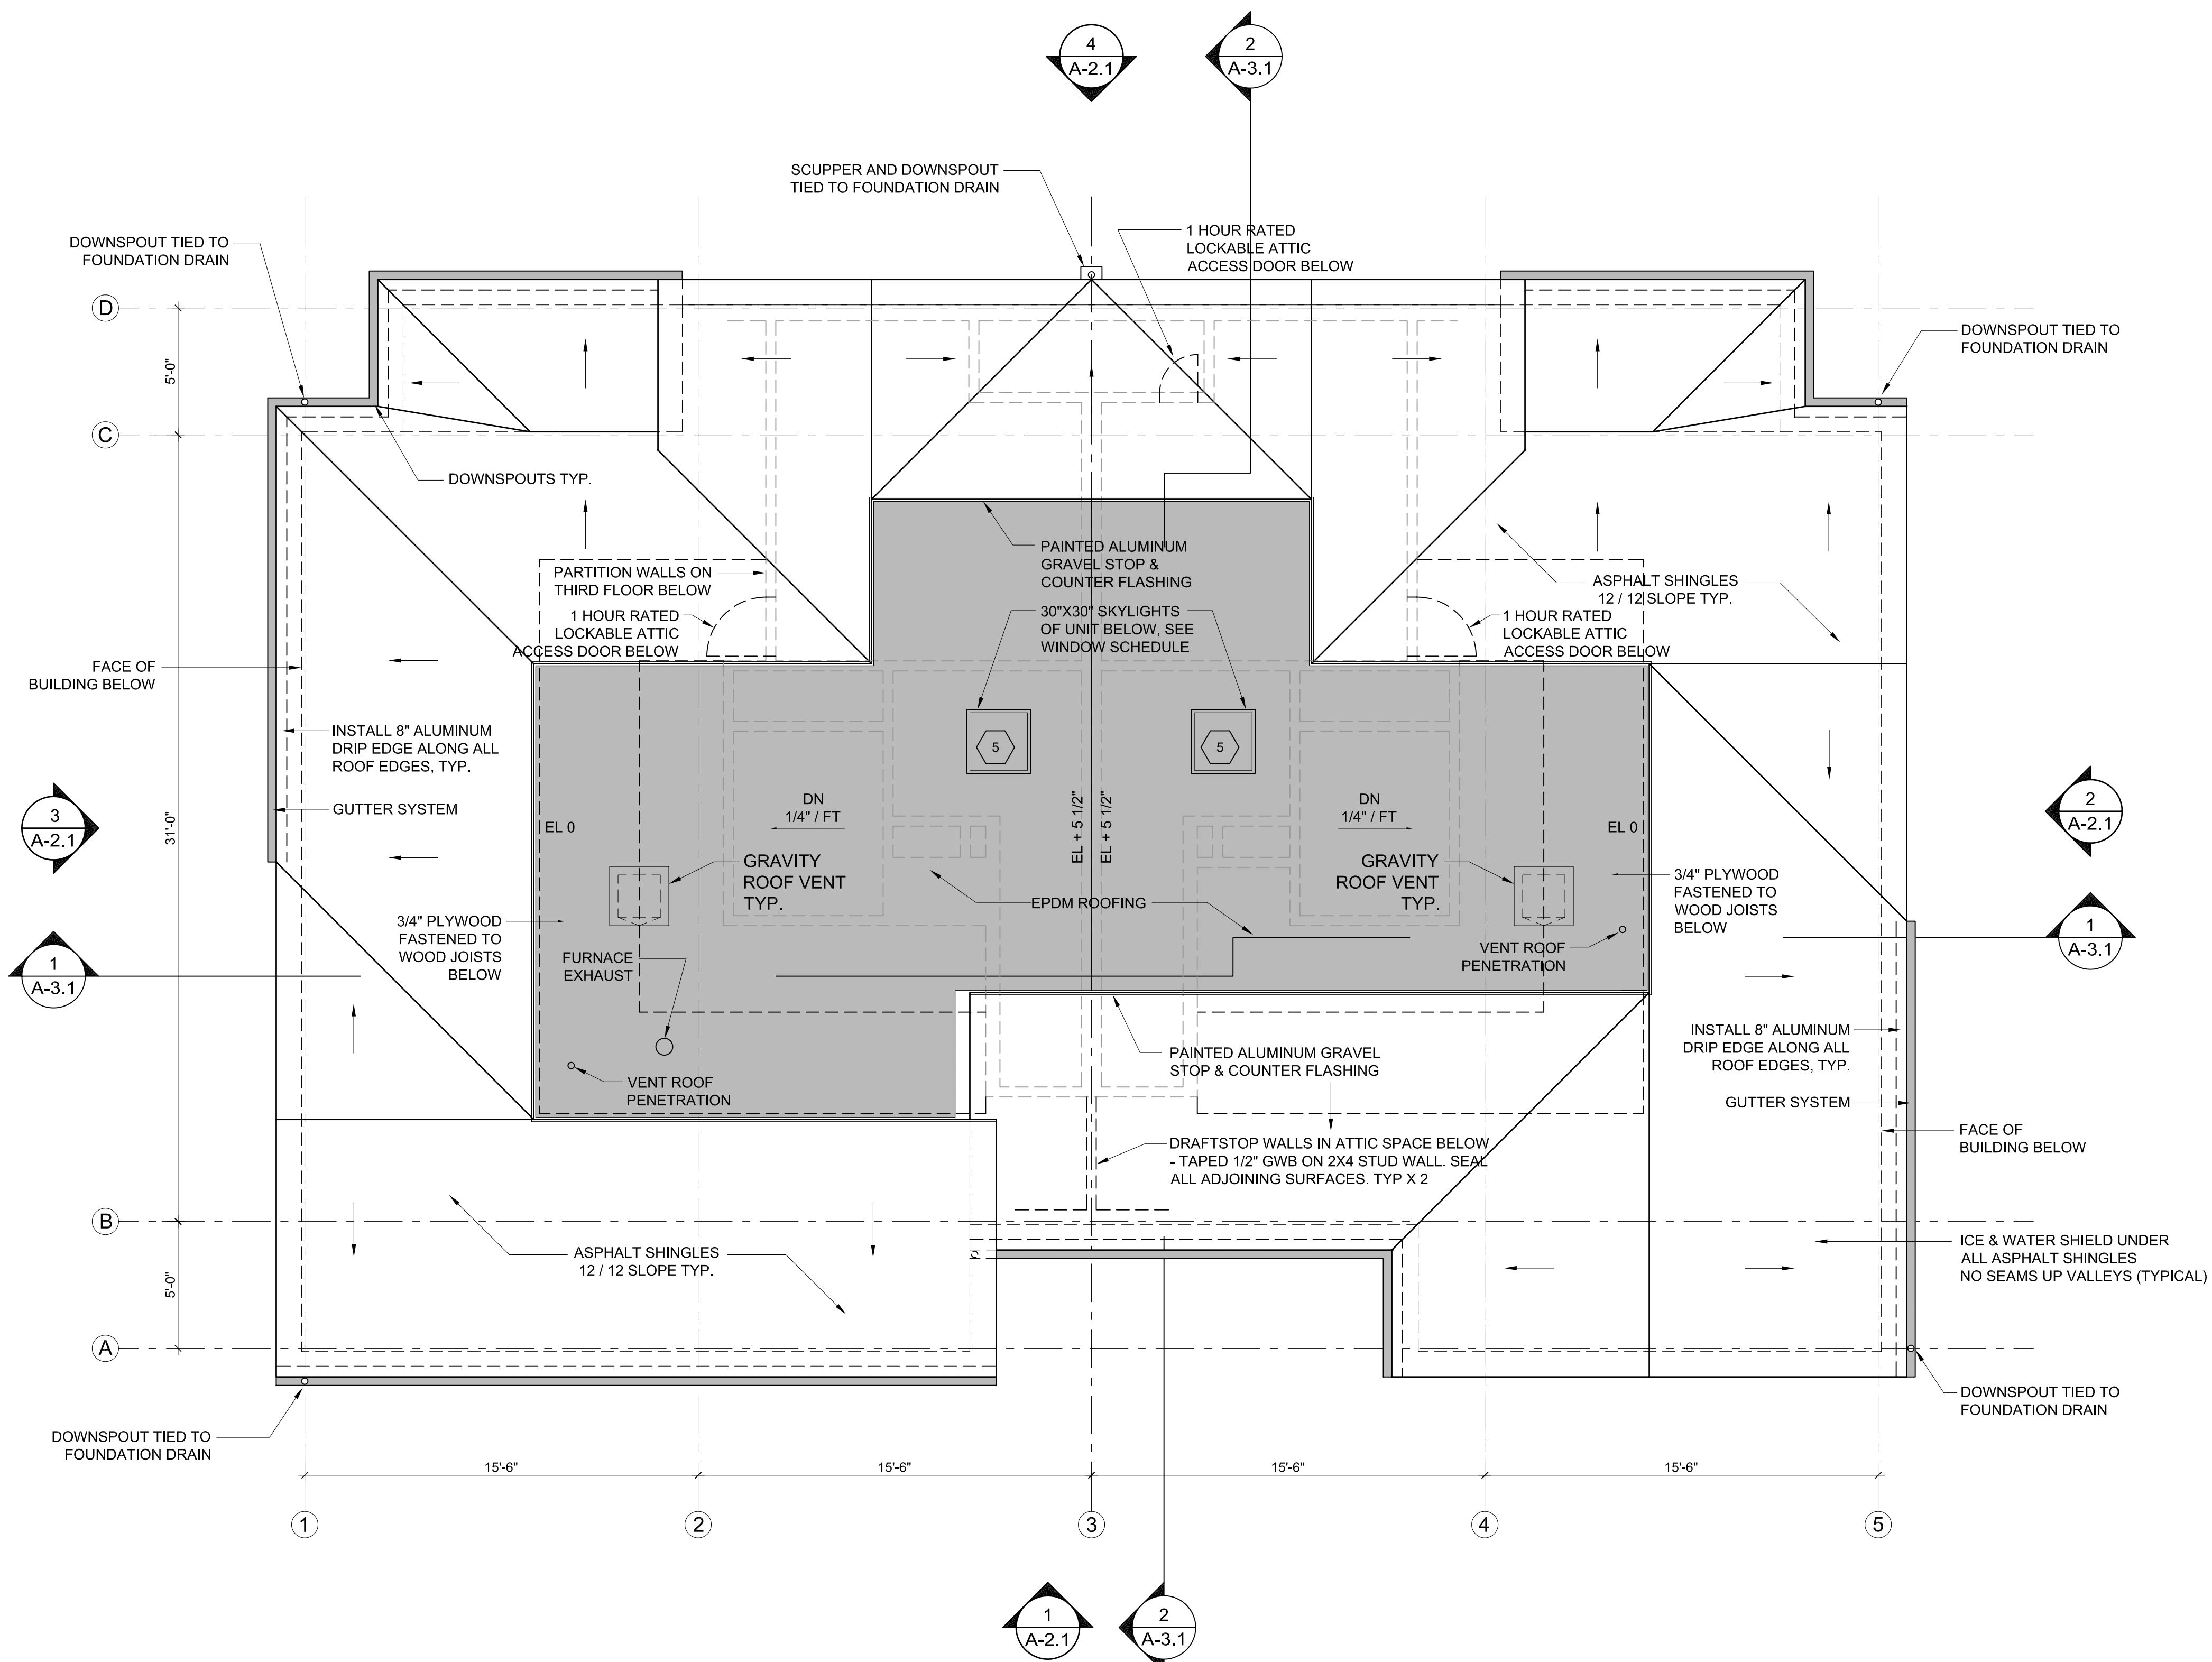 4
A-2.1
2
A-3.1
SCUPPER AND DOWNSPOUT
TIED TO FOUNDATION DRAIN
1 HOUR RATED
LOCKABLE ATTIC
ACCESS DOOR BELOW
DOWNSPOUT TIED TO
FOUNDATION DRAIN
D
5'-0"
DOWNSPOUT TIED TO
FOUNDATION DRAIN
C
DOWNSPOUTS TYP.
PAINTED ALUMINUM
GRAVEL STOP &
COUNTER FLASHING
PARTITION WALLS ON
THIRD FLOOR BELOW
ASPHALT SHINGLES
12 / 12 SLOPE TYP.
1 HOUR RATED
LOCKABLE ATTIC
ACCESS DOOR BELOW
30"X30" SKYLIGHTS
OF UNIT BELOW, SEE
WINDOW SCHEDULE
1 HOUR RATED
LOCKABLE ATTIC
ACCESS DOOR BELOW
FACE OF
BUILDING BELOW
INSTALL 8" ALUMINUM
DRIP EDGE ALONG ALL
ROOF EDGES, TYP.
5
5
GUTTER SYSTEM
3
A-2.1
31'-0"
EL 0
DN
1/4" / FT
EL + 5 1/2"
EL + 5 1/2"
DN
1/4" / FT
EL 0
2
A-2.1
GRAVITY
ROOF VENT
TYP.
GRAVITY
ROOF VENT
TYP.
3/4" PLYWOOD
FASTENED TO
WOOD JOISTS
BELOW
EPDM ROOFING
3/4" PLYWOOD
FASTENED TO
WOOD JOISTS
BELOW
FURNACE
EXHAUST
VENT ROOF
PENETRATION
1
A-3.1
1
A-3.1
VENT ROOF
PENETRATION
PAINTED ALUMINUM GRAVEL
STOP & COUNTER FLASHING
INSTALL 8" ALUMINUM
DRIP EDGE ALONG ALL
ROOF EDGES, TYP.
GUTTER SYSTEM
FACE OF
BUILDING BELOW
DRAFTSTOP WALLS IN ATTIC SPACE BELOW
- TAPED 1/2" GWB ON 2X4 STUD WALL. SEAL
ALL ADJOINING SURFACES. TYP X 2
B
ASPHALT SHINGLES
12 / 12 SLOPE TYP.
ICE & WATER SHIELD UNDER
ALL ASPHALT SHINGLES
NO SEAMS UP VALLEYS (TYPICAL)
5'-0"
A
DOWNSPOUT TIED TO
FOUNDATION DRAIN
DOWNSPOUT TIED TO
FOUNDATION DRAIN
15'-6"
15'-6"
15'-6"
15'-6"
1
2
3
4
5
1
A-2.1
2
A-3.1